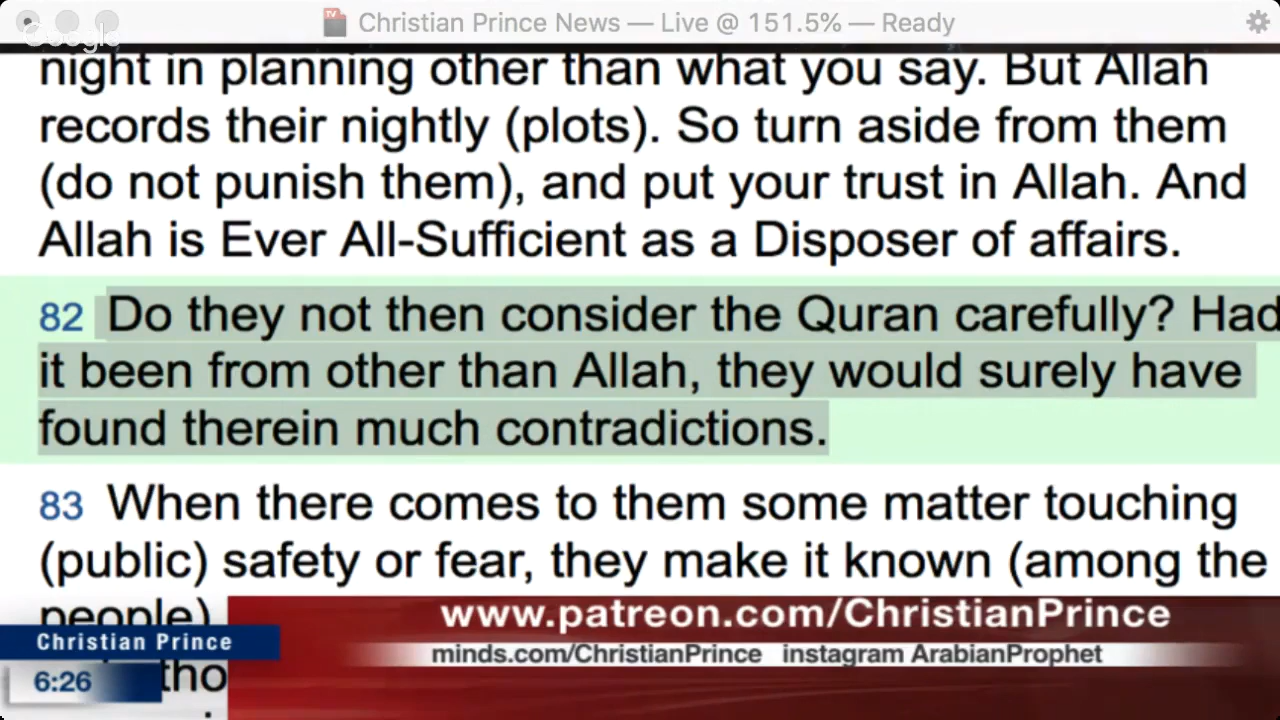 Christian Prince News — Live @ 151.5% — Ready
Google
night in planning other than what you say. But Allah
records their nightly (plots). So turn aside from them
(do not punish them), and put your trust in Allah. And
Allah is Ever All-Sufficient as a Disposer of affairs.
82 Do they not then consider the Quran carefully? Had
it been from other than Allah, they would surely have
found therein much contradictions.
83 When there comes to them some matter touching
(public) safety or fear, they make it known (among the
people)
tho
www.patreon.com/ChristianPrince
Christian Prince
minds.com/ChristianPrince instagram ArabianProphet
6:26